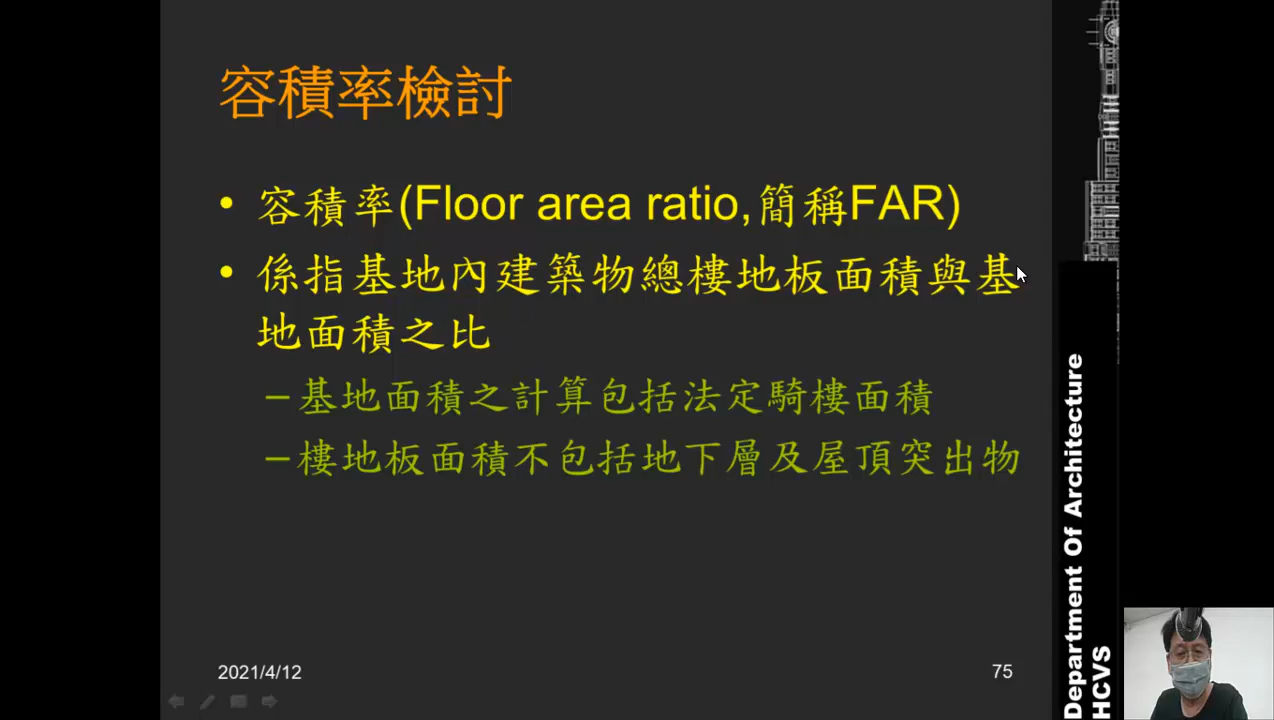 容積率檢討
• 容積率(Floor area ratio,簡稱FAR)
• 係指基地內建築物總樓地板面積與基
地面積之比
–基地面積之計算包括法定騎樓面積
–樓地板面積不包括地下層及屋頂突出物
2021/4/12
75
Department Of Architecture
HCVS